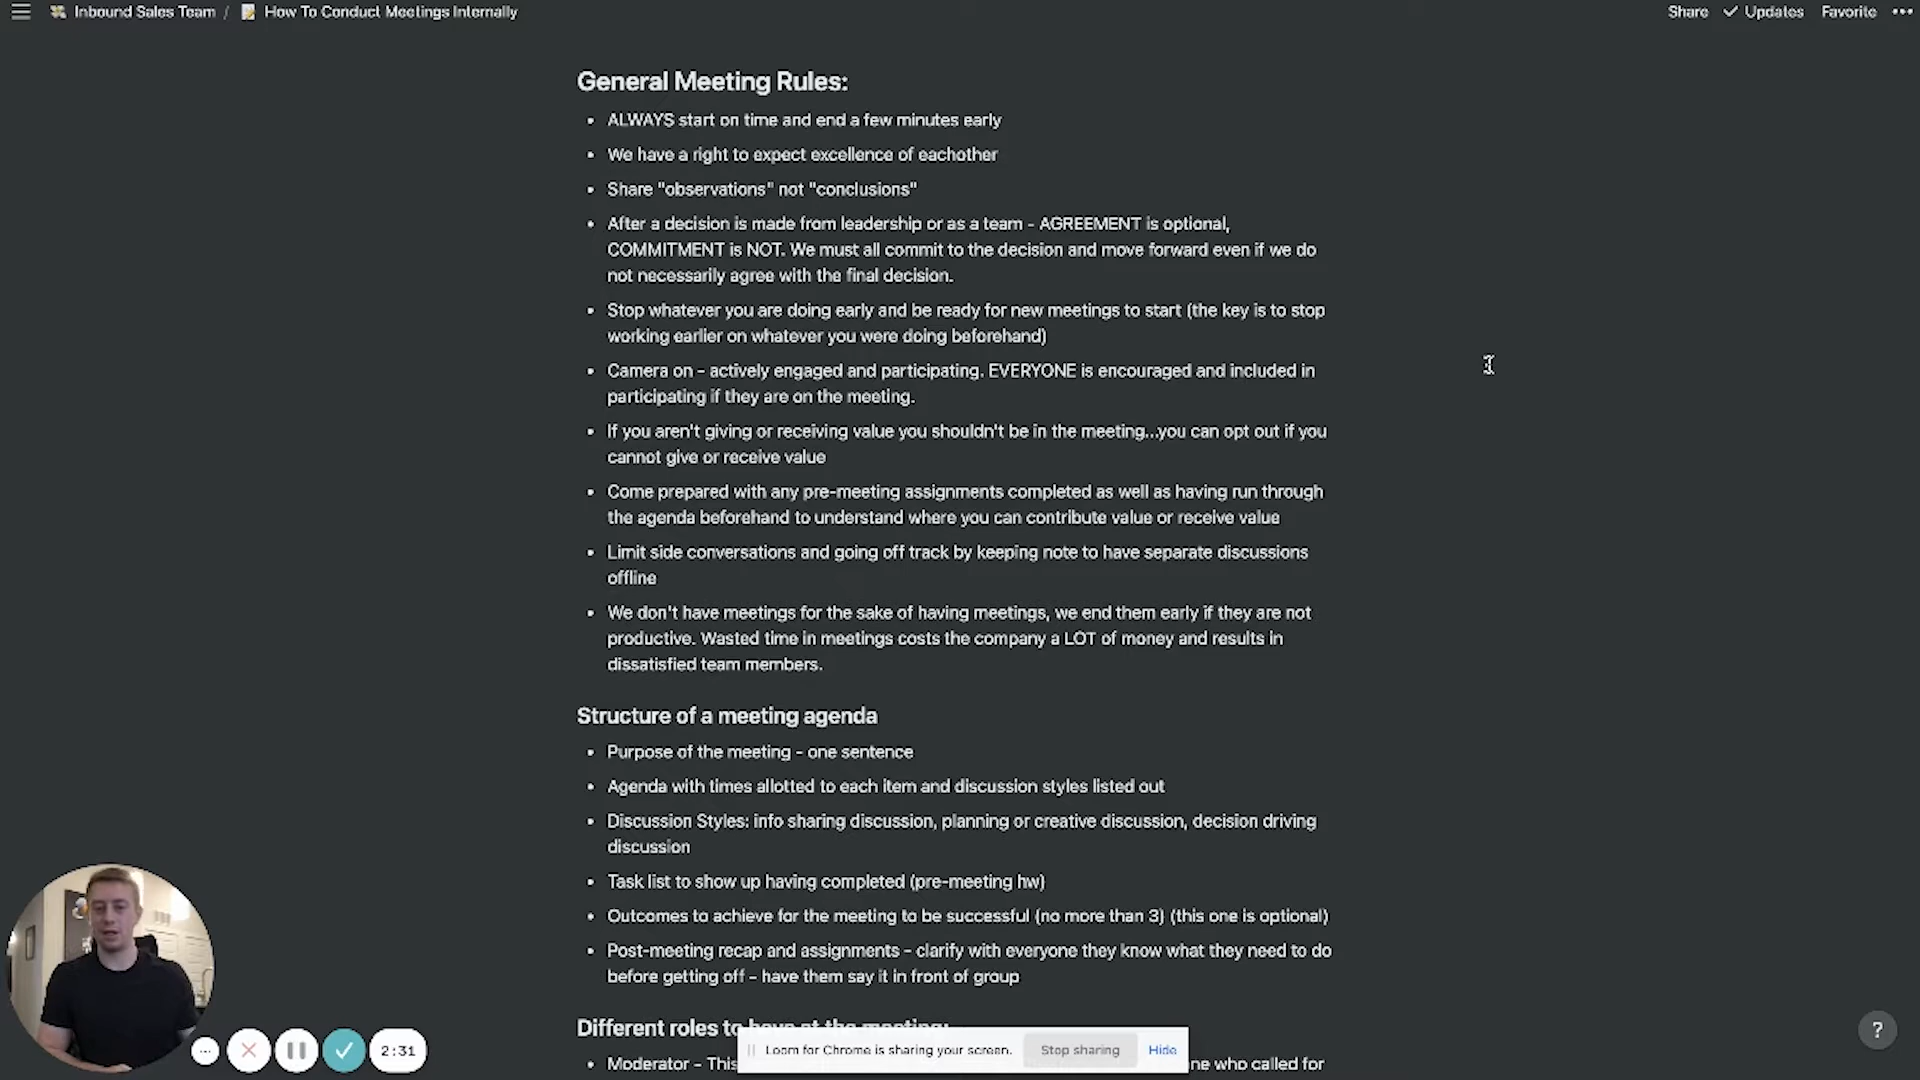 Inbound Sales Team / How To Conduct Meetings Internally
Share Updates Favorite
General Meeting Rules:
• ALWAYS start on time and end a few minutes early
• We have a right to expect excellence of eachother
• Share "observations" not "conclusions"
• After a decision is made from leadership or as a team - AGREEMENT is optional,
COMMITMENT is NOT. We must all commit to the decision and move forward even if we do
not necessarily agree with the final decision.
• Stop whatever you are doing early and be ready for new meetings to start (the key is to stop
working earlier on whatever you were doing beforehand)
• Camera on - actively engaged and participating. EVERYONE is encouraged and included in
participating if they are on the meeting.
• If you aren't giving or receiving value you shouldn't be in the meeting...you can opt out if you
cannot give or receive value
• Come prepared with any pre-meeting assignments completed as well as having run through
the agenda beforehand to understand where you can contribute value or receive value
• Limit side conversations and going off track by keeping note to have separate discussions
offline
• We don't have meetings for the sake of having meetings, we end them early if they are not
productive. Wasted time in meetings costs the company a LOT of money and results in
dissatisfied team members.
Structure of a meeting agenda
• Purpose of the meeting - one sentence
• Agenda with times allotted to each item and discussion styles listed out
• Discussion Styles: info sharing discussion, planning or creative discussion, decision driving
discussion
• Task list to show up having completed (pre-meeting hw)
• Outcomes to achieve for the meeting to be successful (no more than 3) (this one is optional)
• Post-meeting recap and assignments - clarify with everyone they know what they need to do
before getting off - have them say it in front of group
Different roles to have at the meeting:
• Moderator - This ne who called for
2:31
Loom for Chrome is sharing your screen. Stop sharing Hide
?